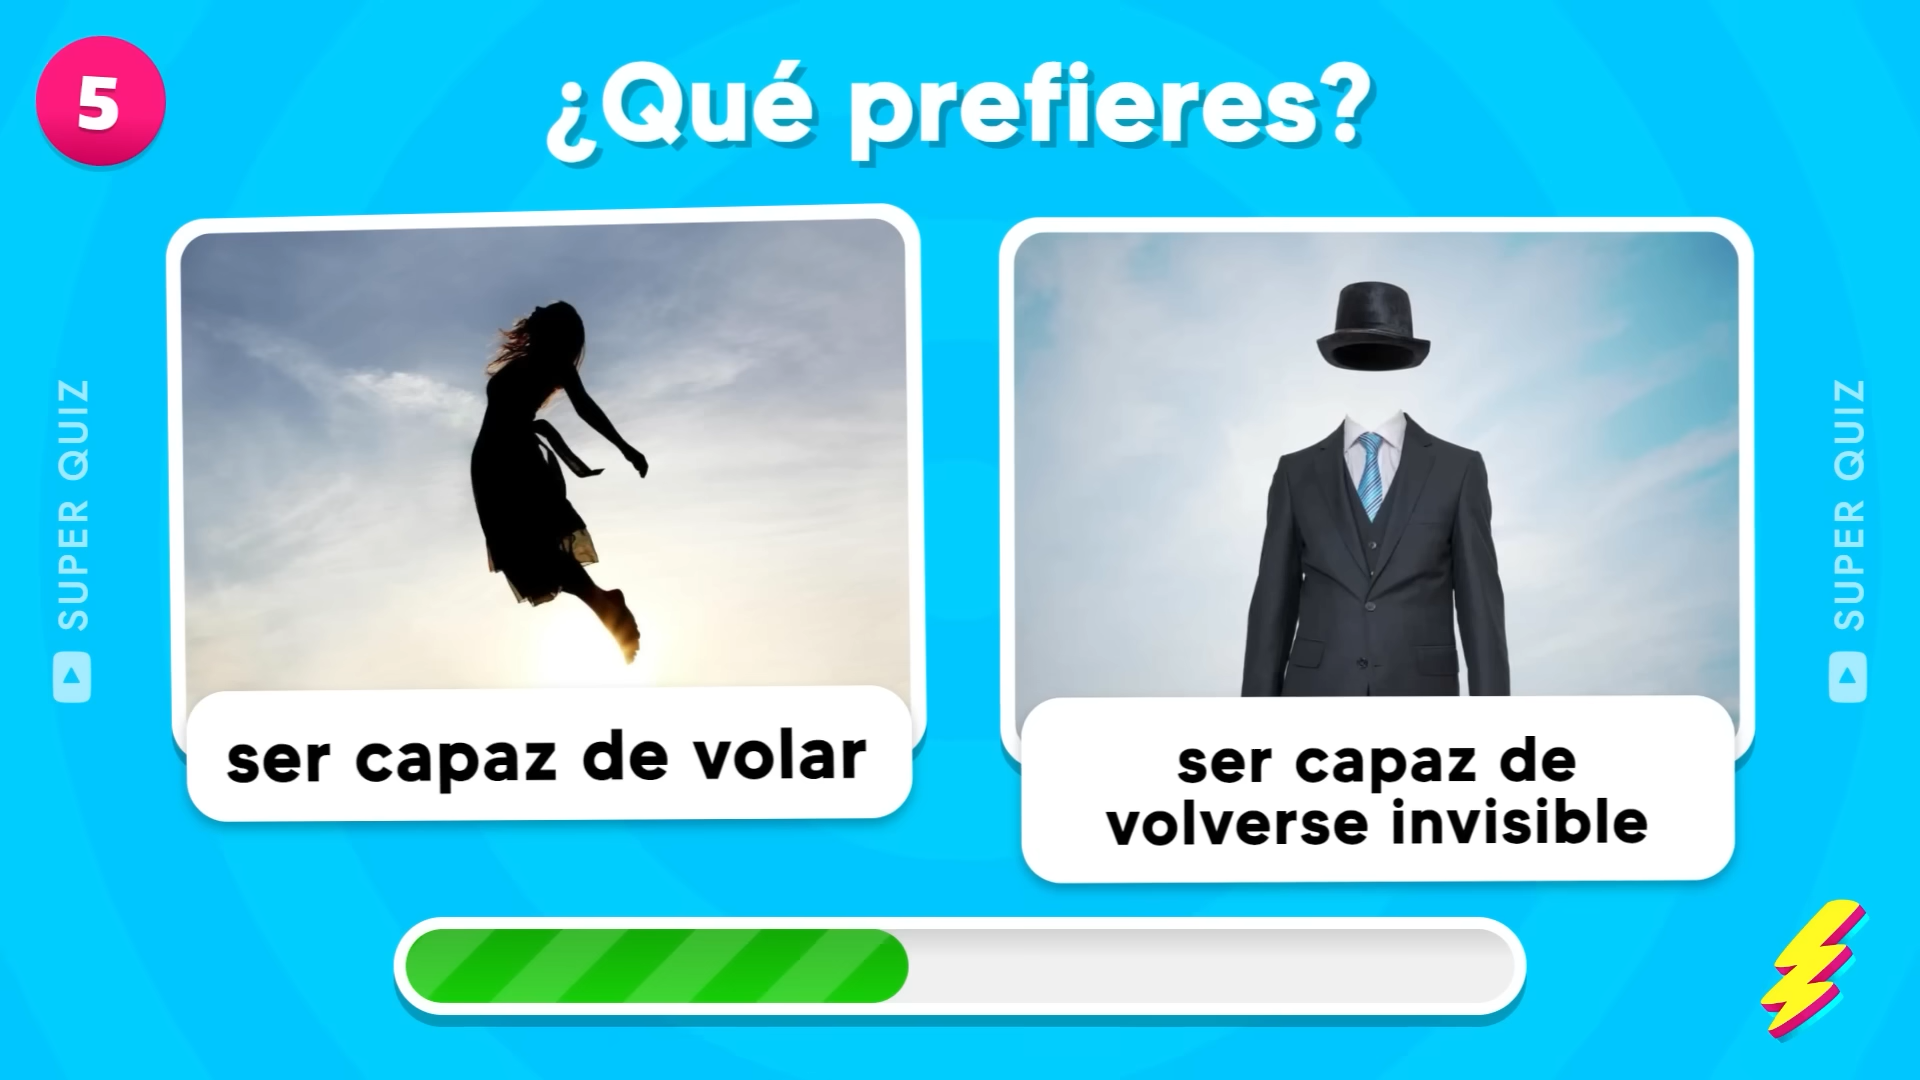 5
¿Qué prefieres?
SUPER QUIZ
ser capaz de volar
ser capaz de
volverse invisible
SUPER QUIZ